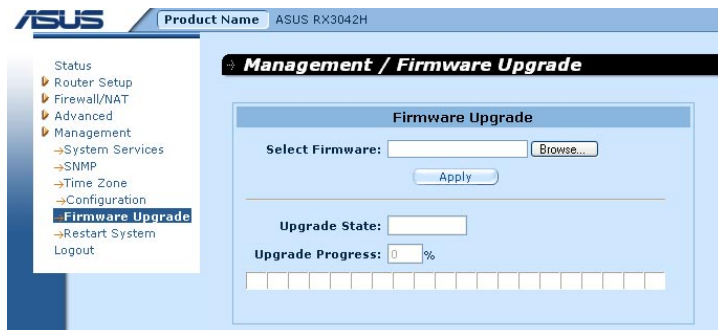 ASUS
Product Name ASUS RX3042H
Status
Router Setup
Firewall/NAT
Advanced
Management
→System Services
→SNMP
→Time Zone
→Configuration
→Firmware Upgrade
→Restart System
Logout
Management / Firmware Upgrade
Firmware Upgrade
Select Firmware: Browse...
Apply
Upgrade State:
Upgrade Progress: 0 %